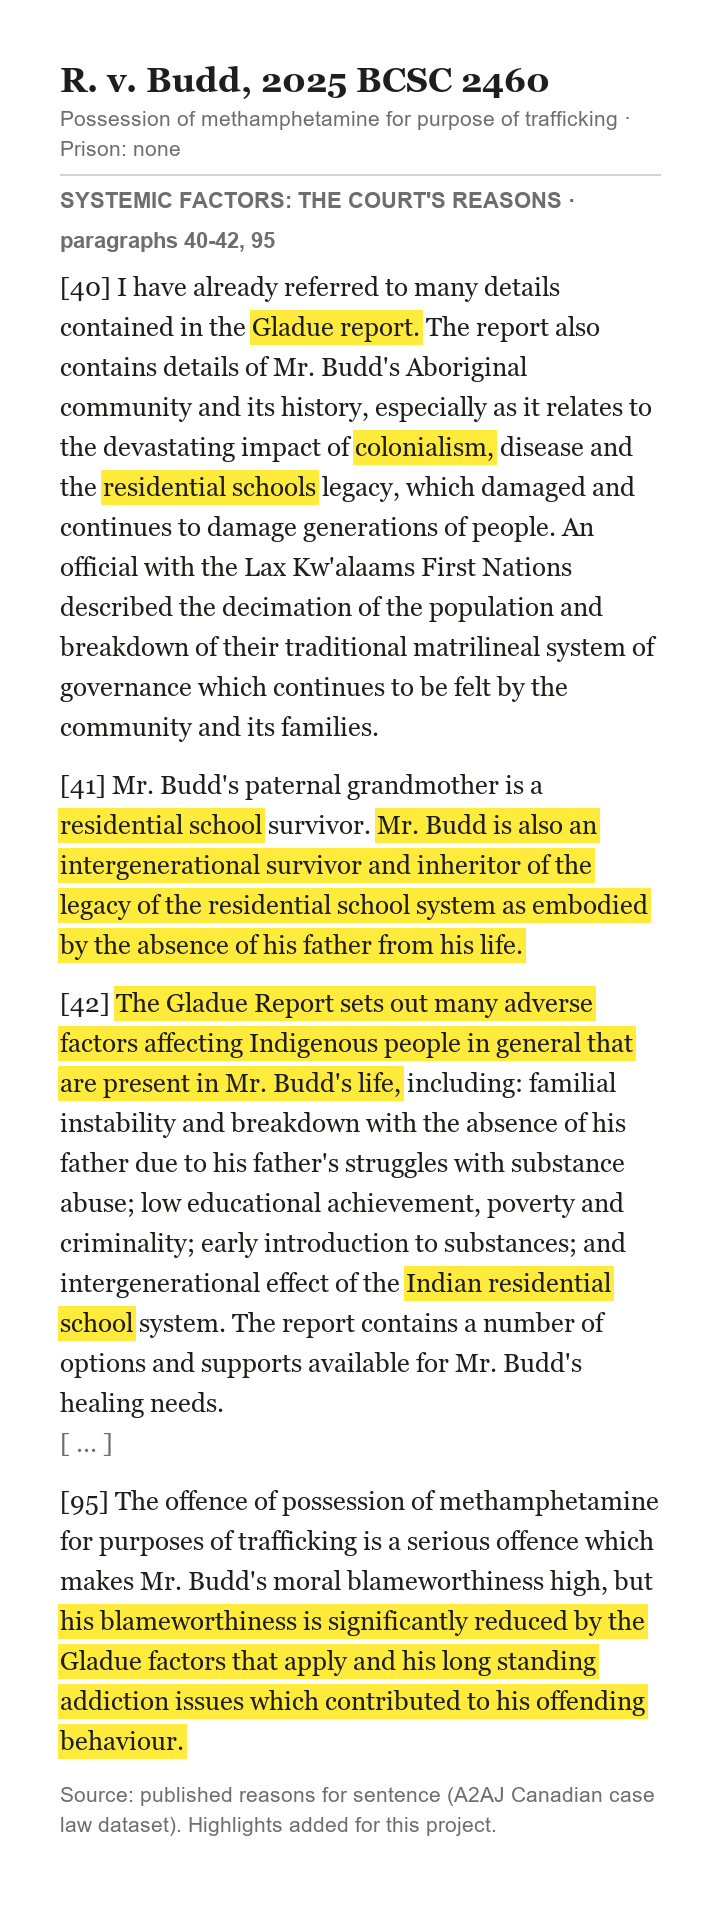 R. v. Budd, 2025 BCSC 2460
Possession of methamphetamine for purpose of trafficking ·
Prison: none
SYSTEMIC FACTORS: THE COURT'S REASONS ·
paragraphs 40-42, 95
[40] I have already referred to many details
contained in the Gladue report. The report also
contains details of Mr. Budd's Aboriginal
community and its history, especially as it relates to
the devastating impact of colonialism, disease and
the residential schools legacy, which damaged and
continues to damage generations of people. An
official with the Lax Kw'alaams First Nations
described the decimation of the population and
breakdown of their traditional matrilineal system of
governance which continues to be felt by the
community and its families.
[41] Mr. Budd's paternal grandmother is a
residential school survivor. Mr. Budd is also an
intergenerational survivor and inheritor of the
legacy of the residential school system as embodied
by the absence of his father from his life.
[42] The Gladue Report sets out many adverse
factors affecting Indigenous people in general that
are present in Mr. Budd's life, including: familial
instability and breakdown with the absence of his
father due to his father's struggles with substance
abuse; low educational achievement, poverty and
criminality; early introduction to substances; and
intergenerational effect of the Indian residential
school system. The report contains a number of
options and supports available for Mr. Budd's
healing needs.
[ ... ]
[95] The offence of possession of methamphetamine
for purposes of trafficking is a serious offence which
makes Mr. Budd's moral blameworthiness high, but
his blameworthiness is significantly reduced by the
Gladue factors that apply and his long standing
addiction issues which contributed to his offending
behaviour.
Source: published reasons for sentence (A2AJ Canadian case
law dataset). Highlights added for this project.